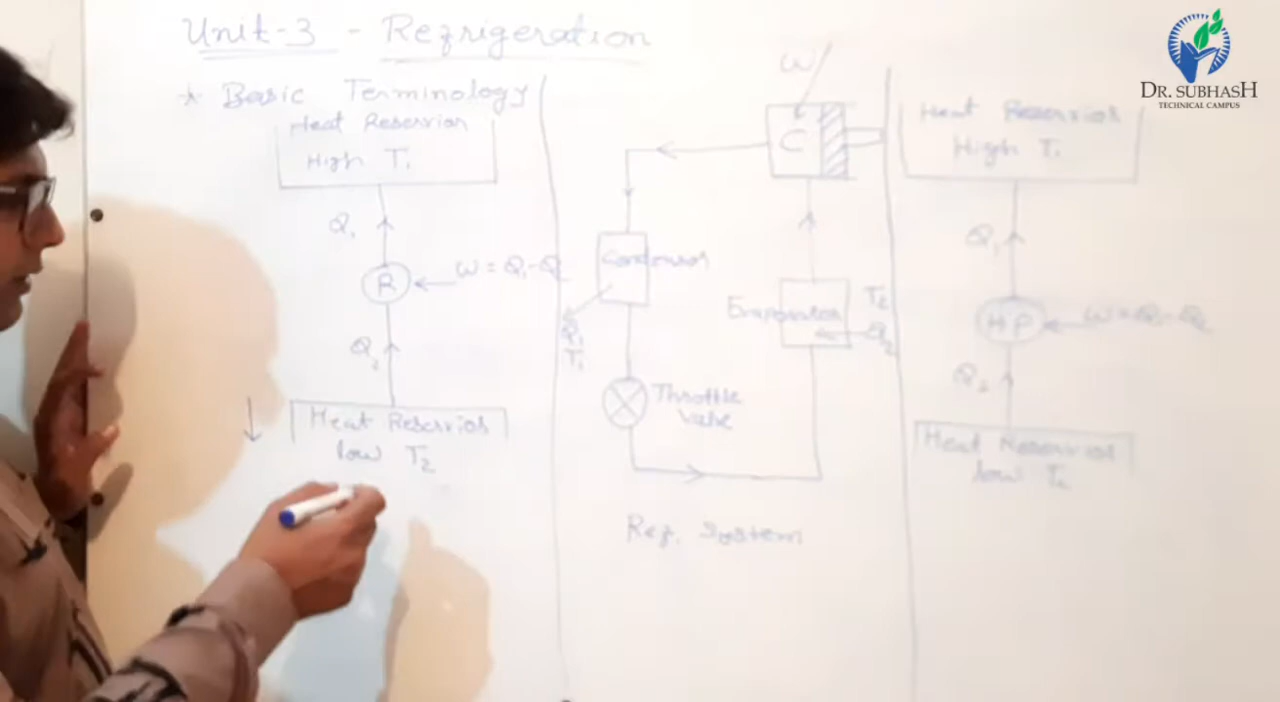 Unit-3 - Refrigeration
* Basic Terminology
Heat Reservior
High T₁
Q₁
R
W = Q₁-Q
Q₂
Heat Reservior
low T₂
W
C
Condensor
Q₁
T₁
Evaporator
T₂
Q₂
Throttle
Valve
Ref. System
Heat Reservior
High T₁
Q₁
HP
W = Q₁ - Q₂
Q₂
Heat Reservior
low T₂
DR. SUBHASH
TECHNICAL CAMPUS